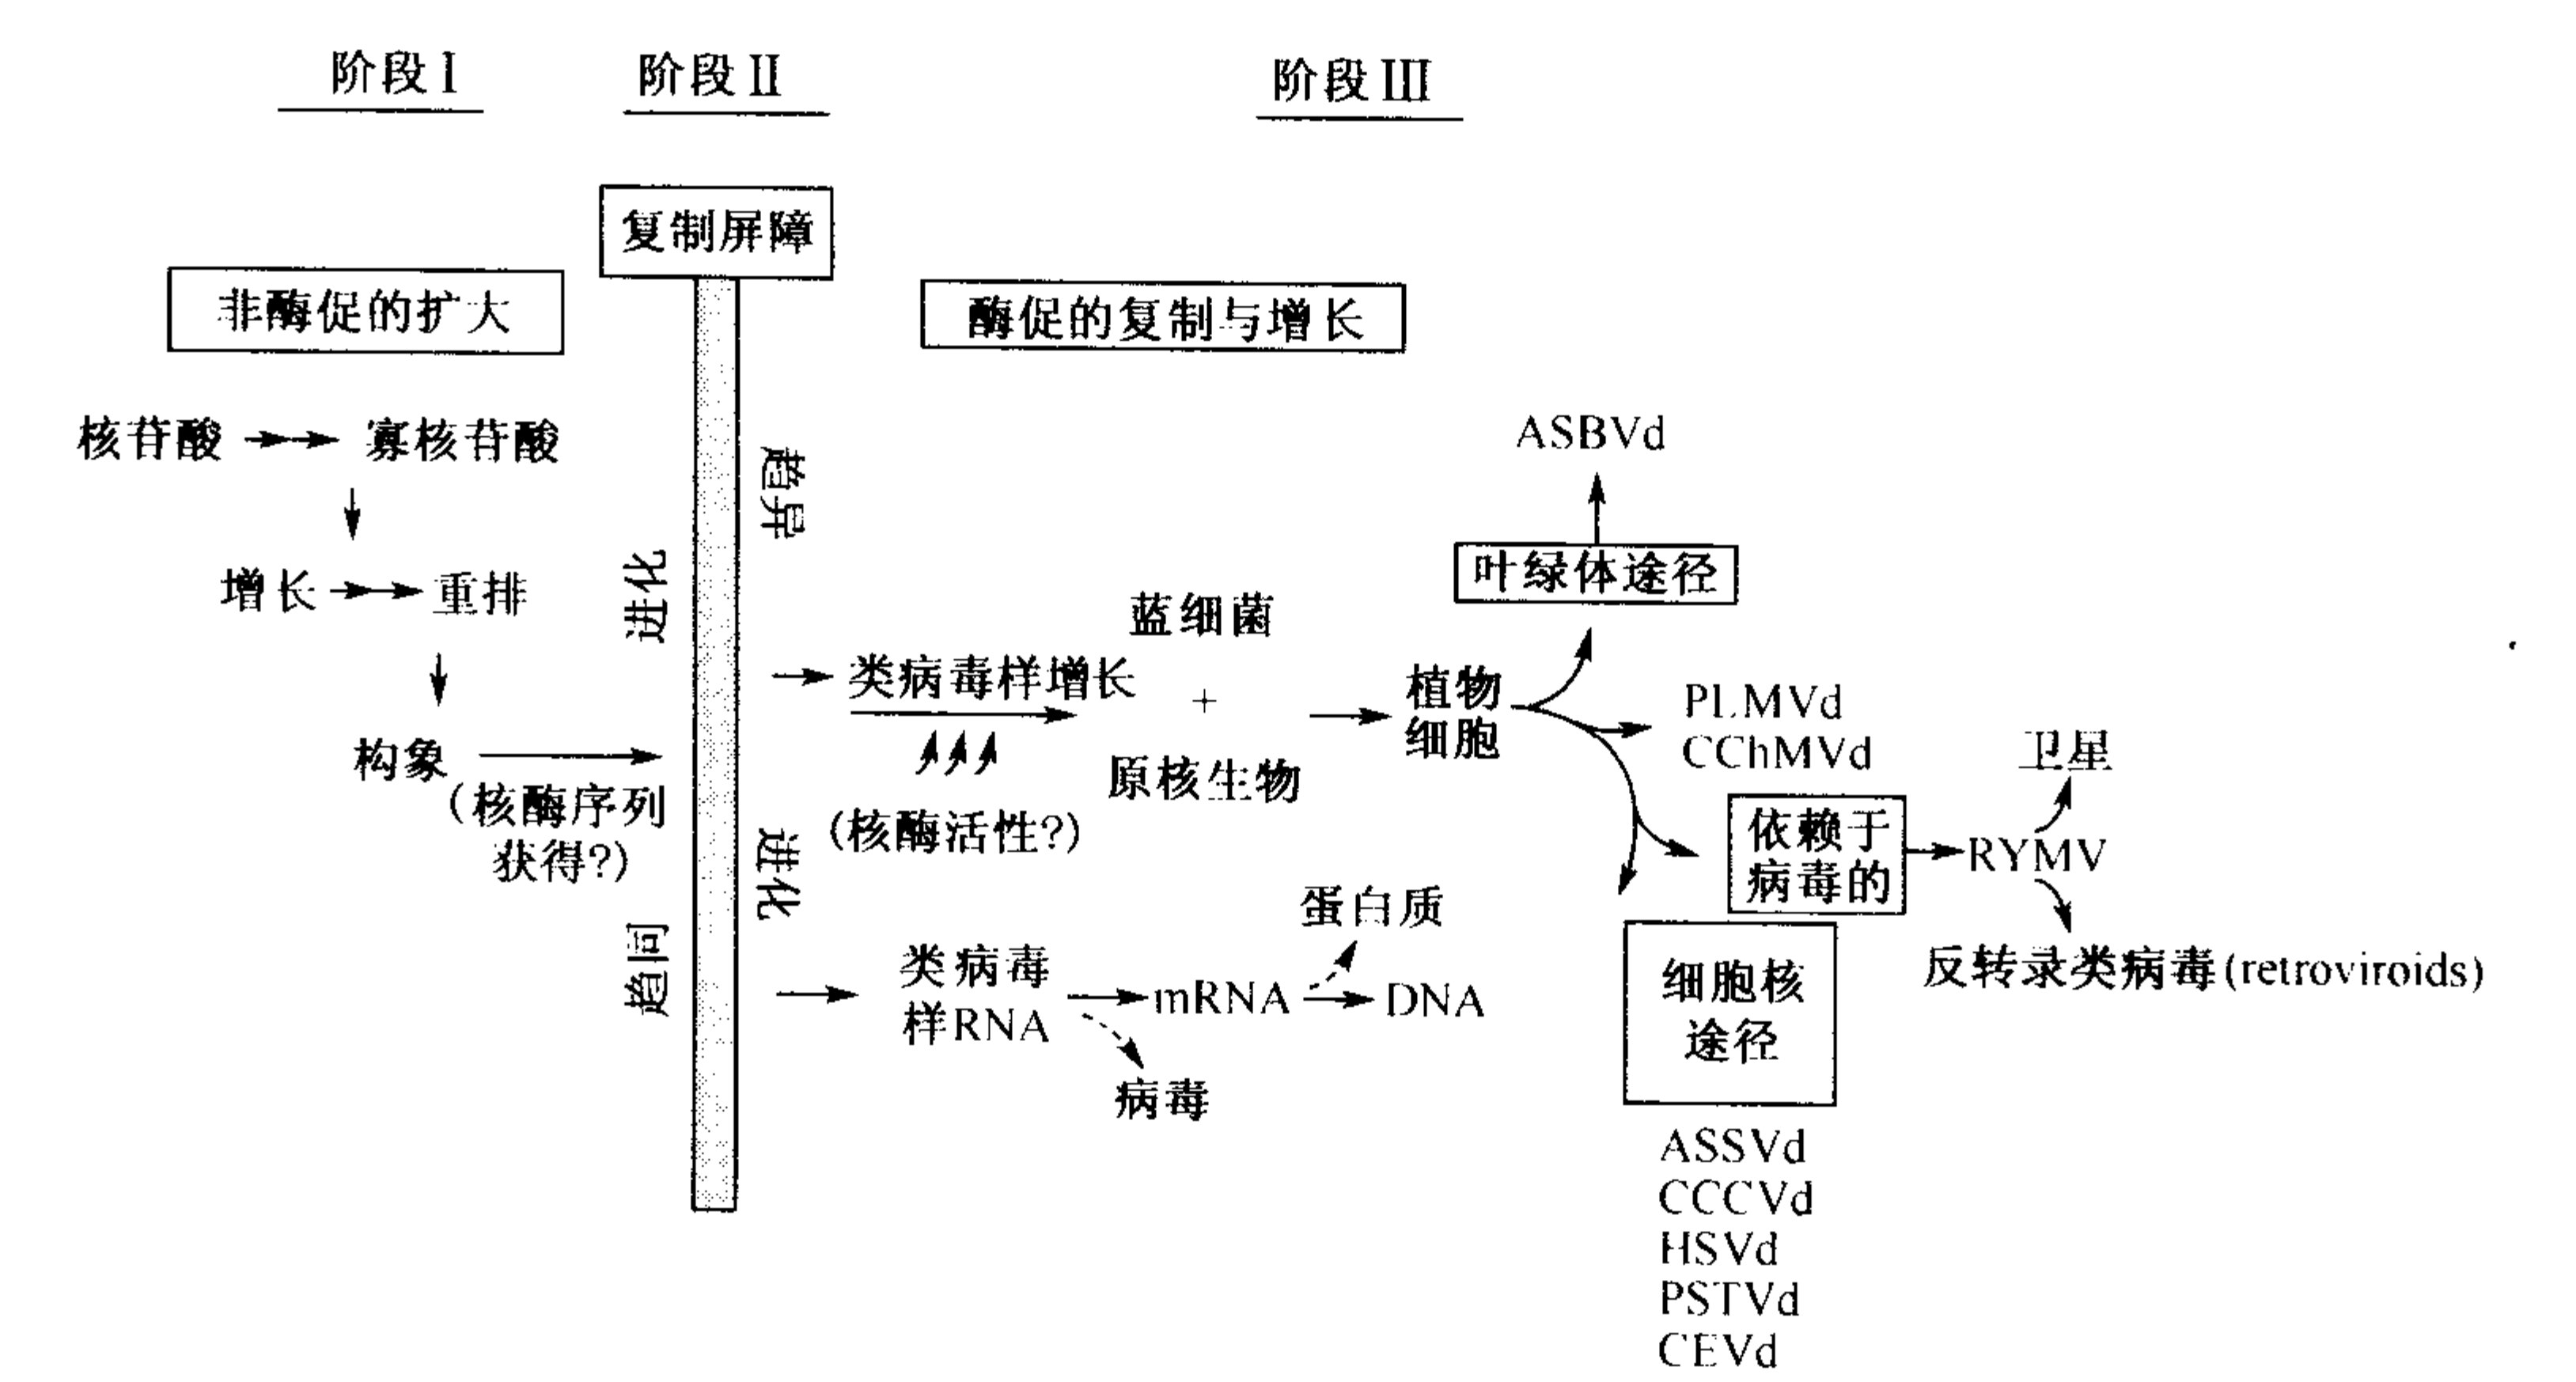 阶段Ⅰ
阶段Ⅱ
阶段Ⅲ
复制屏障
非酶促的扩大
酶促的复制与增长
核苷酸
寡核苷酸
增长
重排
构象
(核酶序列
获得?)
进化
趋同
趋异
进化
类病毒样增长
(核酶活性?)
蓝细菌
+
原核生物
植物
细胞
叶绿体途径
ASBVd
PLMVd
CChMVd
依赖于
病毒的
RYMV
卫星
反转录类病毒(retroviroids)
类病毒
样RNA
mRNA
蛋白质
DNA
病毒
细胞核
途径
ASSVd
CCCVd
HSVd
PSTVd
CEVd